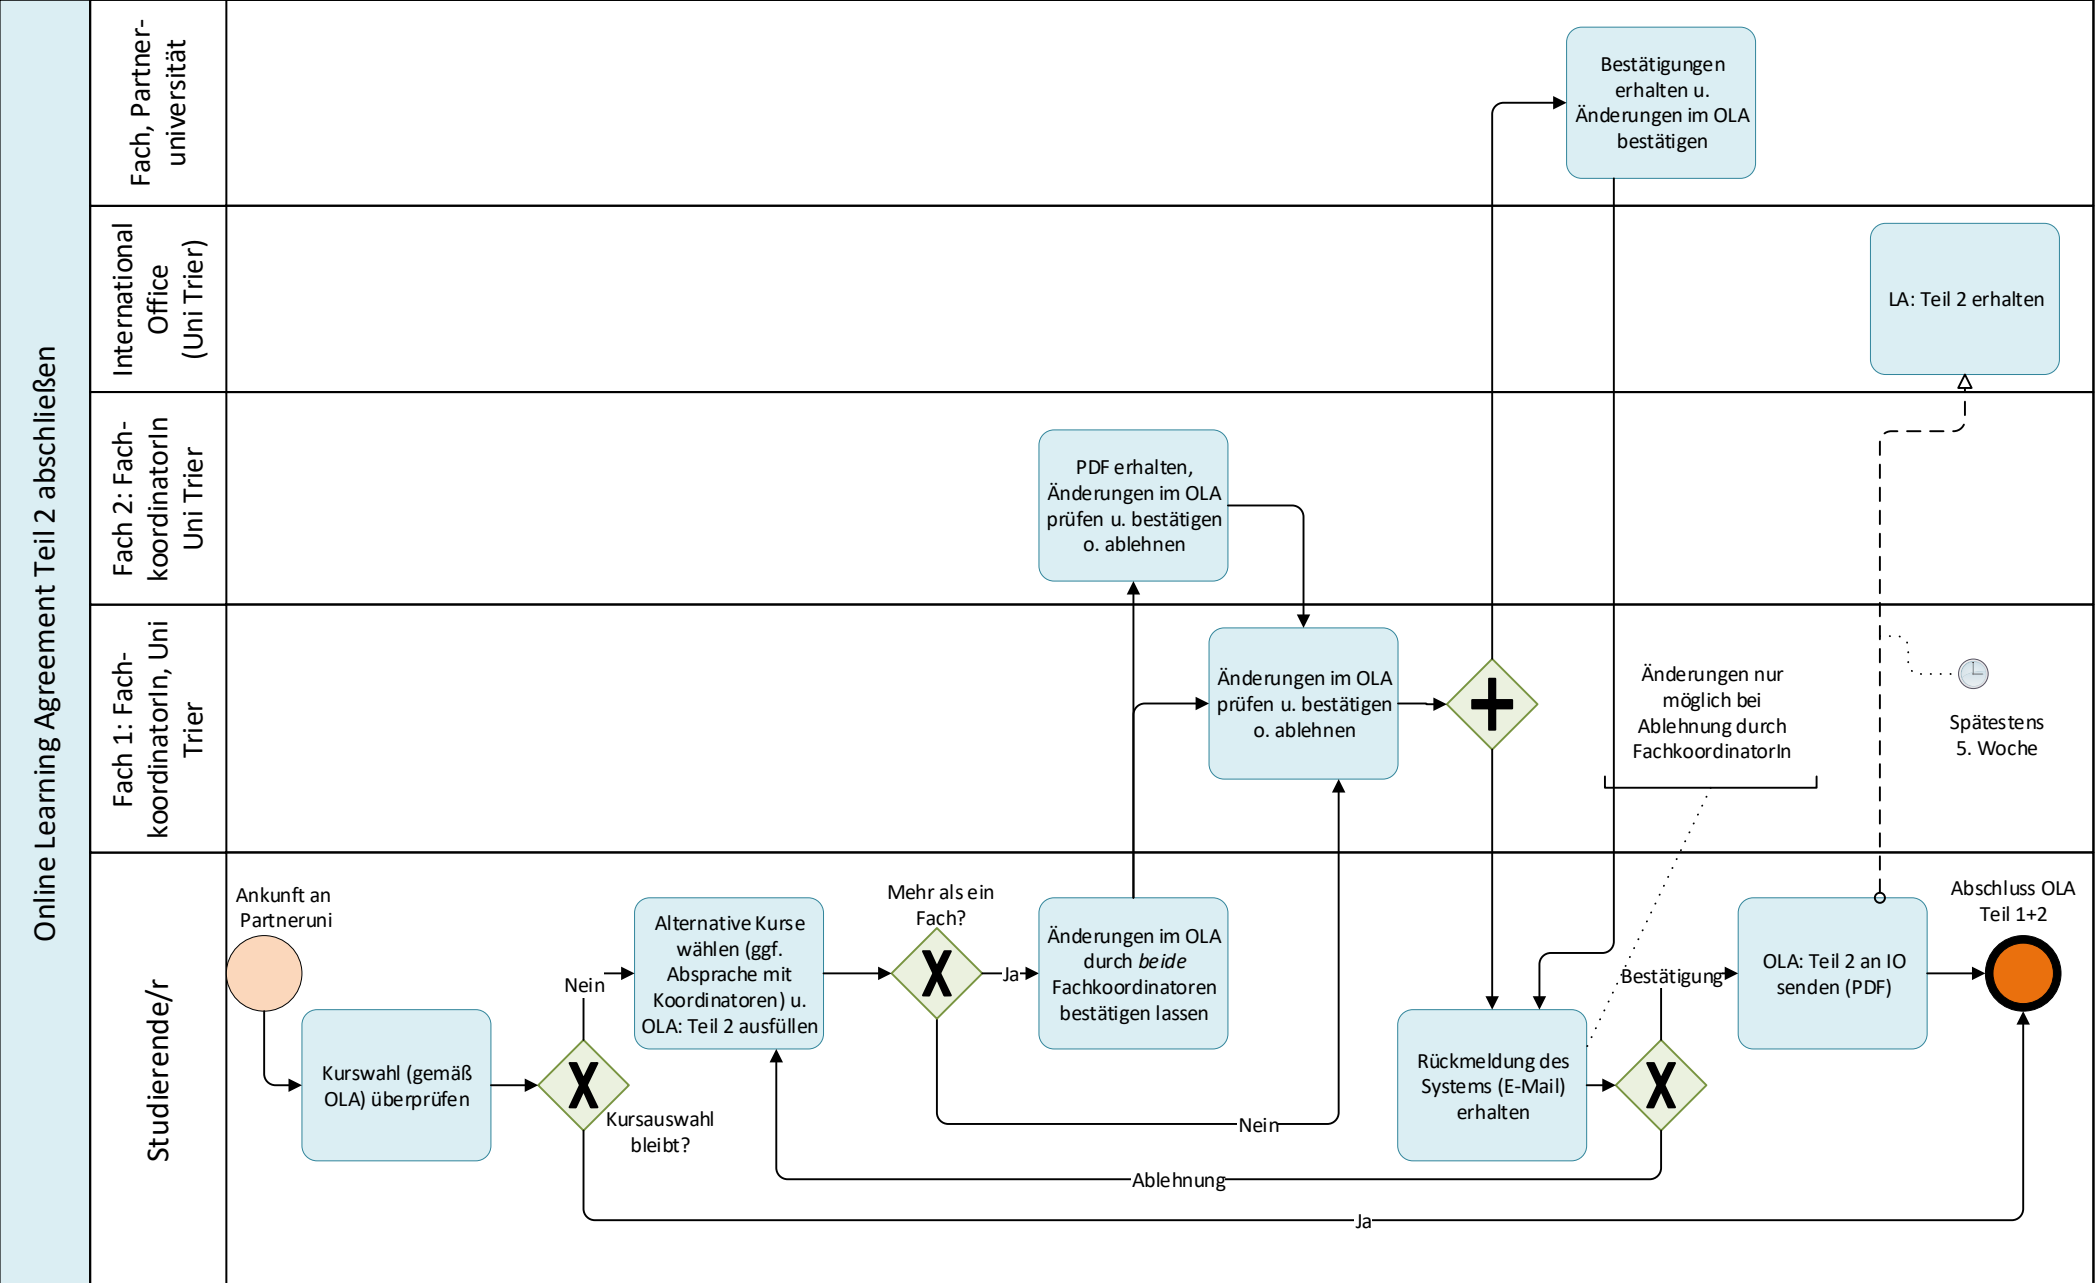 Online Learning Agreement Teil 2 abschließen
Fach, Partner-
universität
Bestätigungen
erhalten u.
Änderungen im OLA
bestätigen
International
Office
(Uni Trier)
LA: Teil 2 erhalten
Fach 2: Fach-
koordinatorIn
Uni Trier
PDF erhalten,
Änderungen im OLA
prüfen u. bestätigen
o. ablehnen
Fach 1: Fach-
koordinatorIn, Uni
Trier
Änderungen im OLA
prüfen u. bestätigen
o. ablehnen
Änderungen nur
möglich bei
Ablehnung durch
FachkoordinatorIn
Spätestens
5. Woche
Studierende/r
Ankunft an
Partneruni
Kurswahl (gemäß
OLA) überprüfen
Nein
Kursauswahl
bleibt?
Alternative Kurse
wählen (ggf.
Absprache mit
Koordinatoren) u.
OLA: Teil 2 ausfüllen
Mehr als ein
Fach?
Ja
Änderungen im OLA
durch beide
Fachkoordinatoren
bestätigen lassen
Nein
Rückmeldung des
Systems (E-Mail)
erhalten
Bestätigung
OLA: Teil 2 an IO
senden (PDF)
Abschluss OLA
Teil 1+2
Ablehnung
Ja